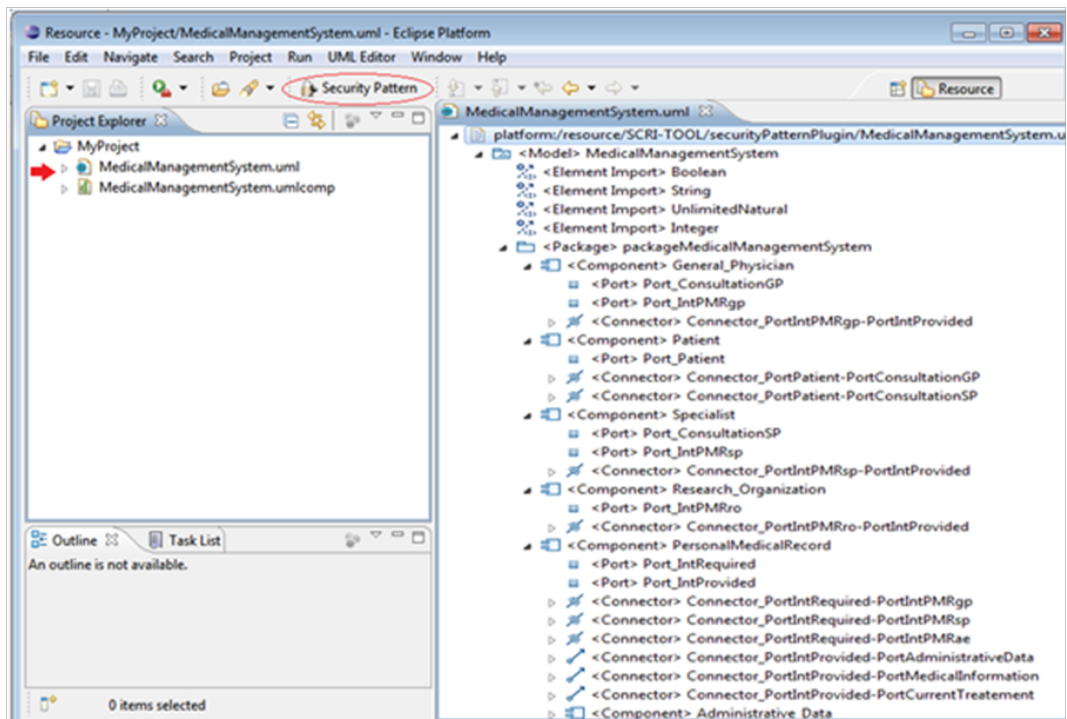 Resource - MyProject/MedicalManagementSystem.uml - Eclipse Platform
File Edit Navigate Search Project Run UML Editor Window Help
Security Pattern
Resource
Project Explorer
MyProject
MedicalManagementSystem.uml
MedicalManagementSystem.umlcomp
Outline
Task List
An outline is not available.
0 items selected
MedicalManagementSystem.uml
platform:/resource/SCRI-TOOL/securityPatternPlugin/MedicalManagementSystem.u
<Model> MedicalManagementSystem
<Element Import> Boolean
<Element Import> String
<Element Import> UnlimitedNatural
<Element Import> Integer
<Package> packageMedicalManagementSystem
<Component> General_Physician
<Port> Port_ConsultationGP
<Port> Port_IntPMRgp
<Connector> Connector_PortIntPMRgp-PortIntProvided
<Component> Patient
<Port> Port_Patient
<Connector> Connector_PortPatient-PortConsultationGP
<Connector> Connector_PortPatient-PortConsultationSP
<Component> Specialist
<Port> Port_ConsultationSP
<Port> Port_IntPMRsp
<Connector> Connector_PortIntPMRsp-PortIntProvided
<Component> Research_Organization
<Port> Port_IntPMRro
<Connector> Connector_PortIntPMRro-PortIntProvided
<Component> PersonalMedicalRecord
<Port> Port_IntRequired
<Port> Port_IntProvided
<Connector> Connector_PortIntRequired-PortIntPMRgp
<Connector> Connector_PortIntRequired-PortIntPMRsp
<Connector> Connector_PortIntRequired-PortIntPMRae
<Connector> Connector_PortIntProvided-PortAdministrativeData
<Connector> Connector_PortIntProvided-PortMedicalInformation
<Connector> Connector_PortIntProvided-PortCurrentTreatement
<Component> Administrative_Data